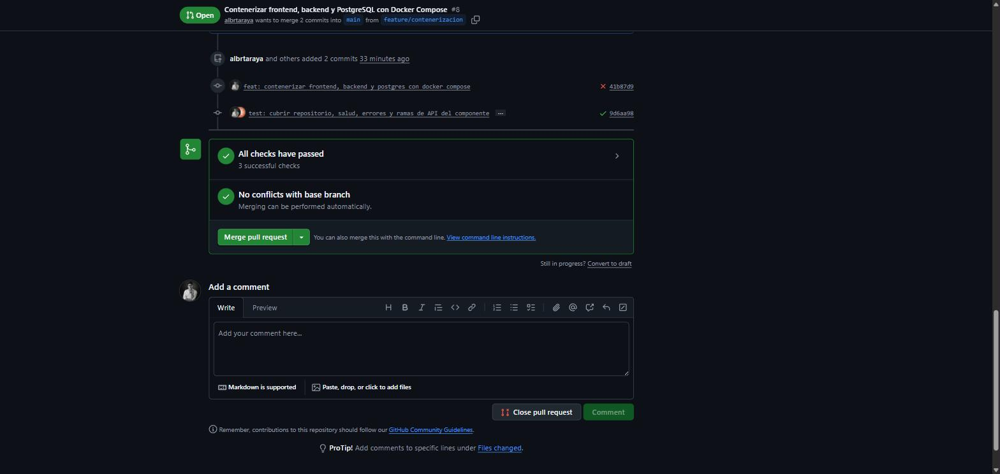 Open
Contenerizar frontend, backend y PostgreSQL con Docker Compose #8
albrtaraya wants to merge 2 commits into main from feature/contenerizacion
albrtaraya and others added 2 commits 33 minutes ago
feat: contenerizar frontend, backend y postgres con docker compose 41b87d9
test: cubrir repositorio, salud, errores y ramas de API del componente ... 9d6aa98
All checks have passed
3 successful checks
No conflicts with base branch
Merging can be performed automatically.
Merge pull request You can also merge this with the command line. View command line instructions.
Still in progress? Convert to draft
Add a comment
Write Preview
Add your comment here...
Markdown is supported Paste, drop, or click to add files
Close pull request Comment
Remember, contributions to this repository should follow our GitHub Community Guidelines.
ProTip! Add comments to specific lines under Files changed.